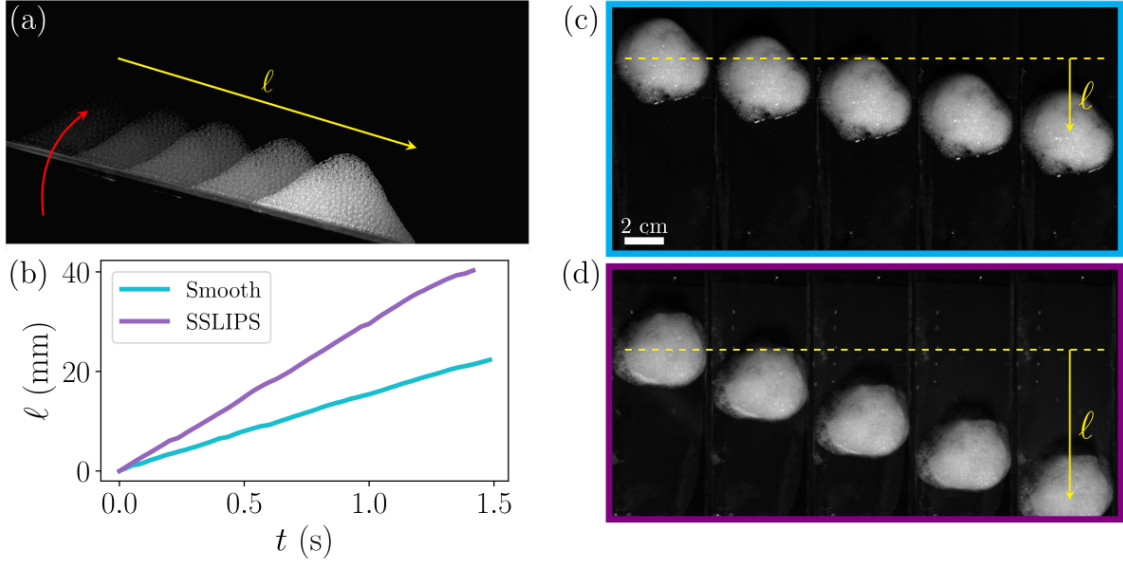 (a)
ℓ
(b)
40
20
0
ℓ (mm)
Smooth
SSLIPS
0.0 0.5 1.0 1.5
t (s)
(c)
ℓ
2 cm
(d)
ℓ